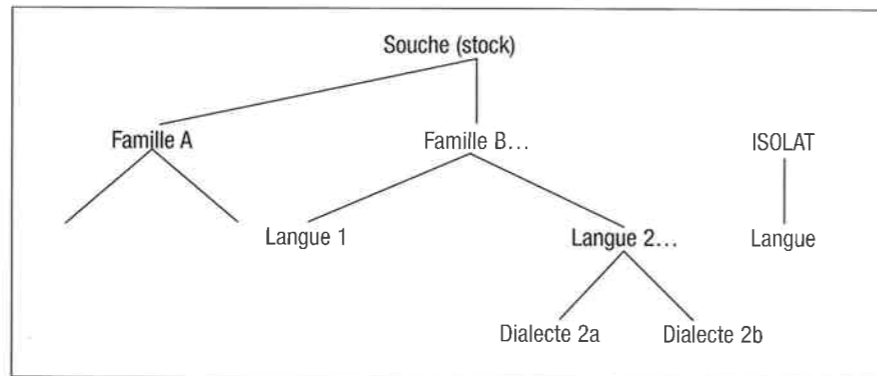 Souche (stock)
Famille A Famille B... ISOLAT
Langue 1 Langue 2... Langue
Dialecte 2a Dialecte 2b